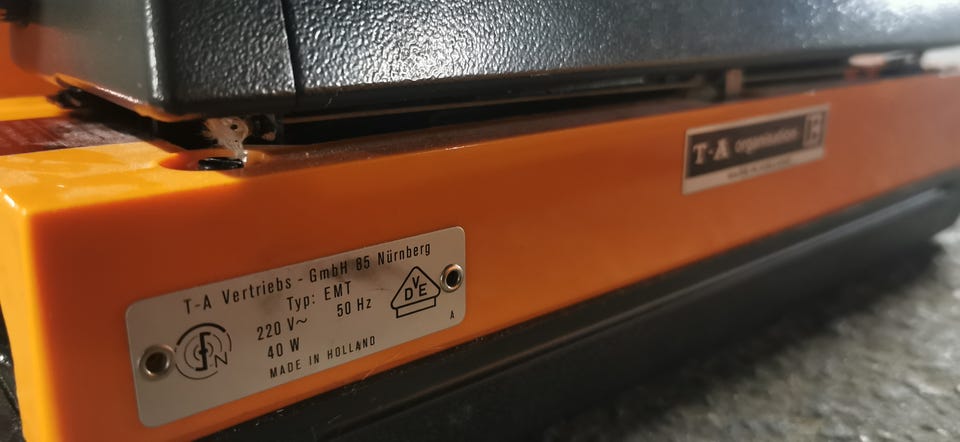 T-A organisation
T-A Vertriebs - GmbH 85 Nürnberg
Typ: EMT
220 V~ 50 Hz
40 W
MADE IN HOLLAND
N
VDE
A